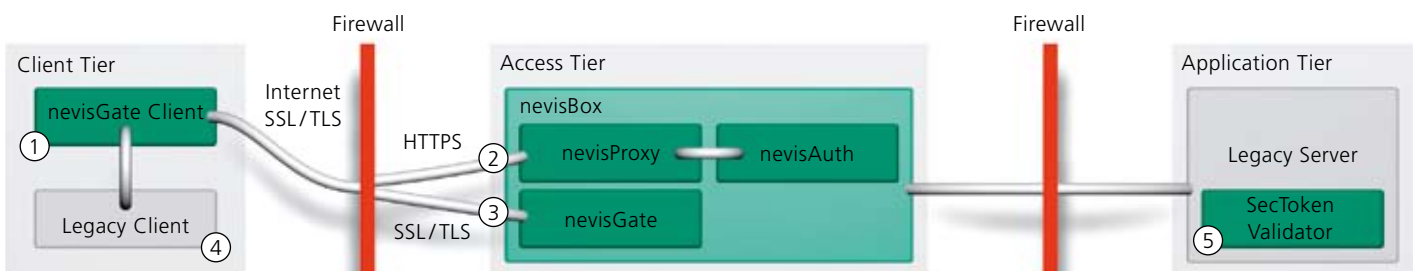 Firewall
Firewall
Client Tier
Access Tier
Application Tier
nevisGate Client
Internet
SSL/TLS
nevisBox
1
HTTPS
2
nevisProxy
nevisAuth
Legacy Server
Legacy Client
4
SSL/TLS
3
nevisGate
SecToken
Validator
5